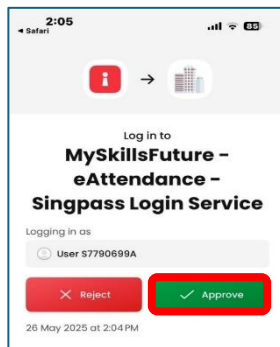 2:05
◄ Safari
85
Log in to
MySkillsFuture -
eAttendance -
Singpass Login Service
Logging in as
User S7790699A
Reject
Approve
26 May 2025 at 2:04 PM